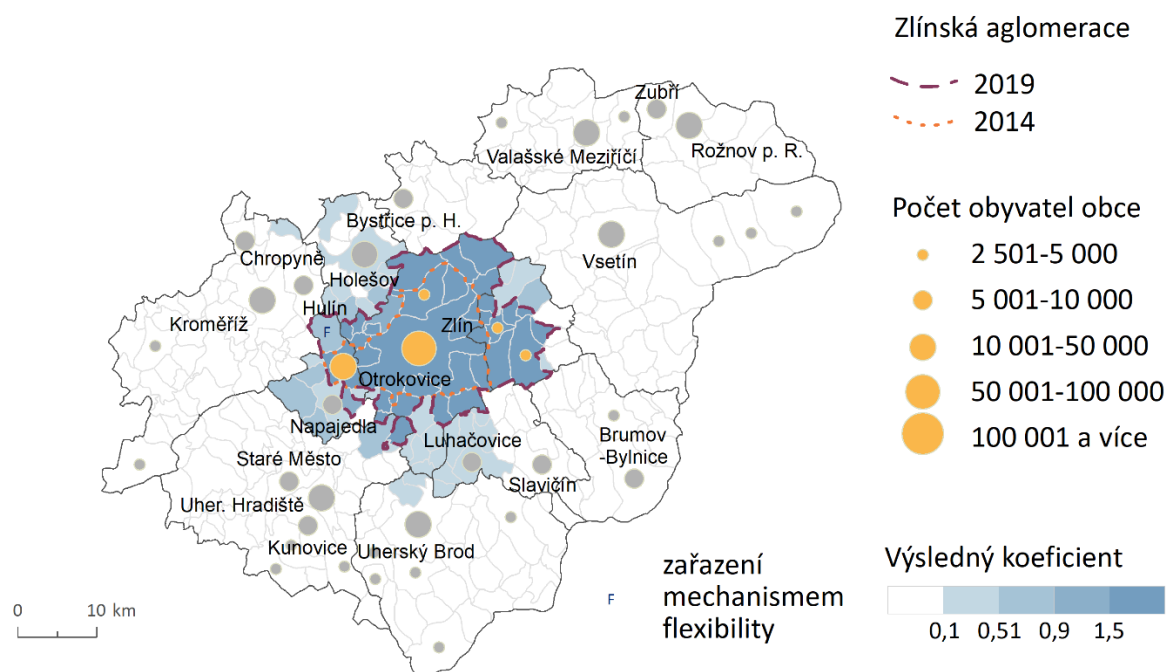 Zlínská aglomerace
2019
2014
Zubří
Valašské Meziříčí
Rožnov p. R.
Počet obyvatel obce
2 501-5 000
5 001-10 000
10 001-50 000
50 001-100 000
100 001 a více
Bystřice p. H.
Chropyně
Holešov
Vsetín
Hulín
Kroměříž
F
Zlín
Otrokovice
Napajedla
Luhačovice
Brumov
-Bylnice
Staré Město
Slavičín
Uher. Hradiště
Kunovice
Uherský Brod
zařazení
mechanismem
flexibility
F
Výsledný koeficient
0,1 0,51 0,9 1,5
0 10 km